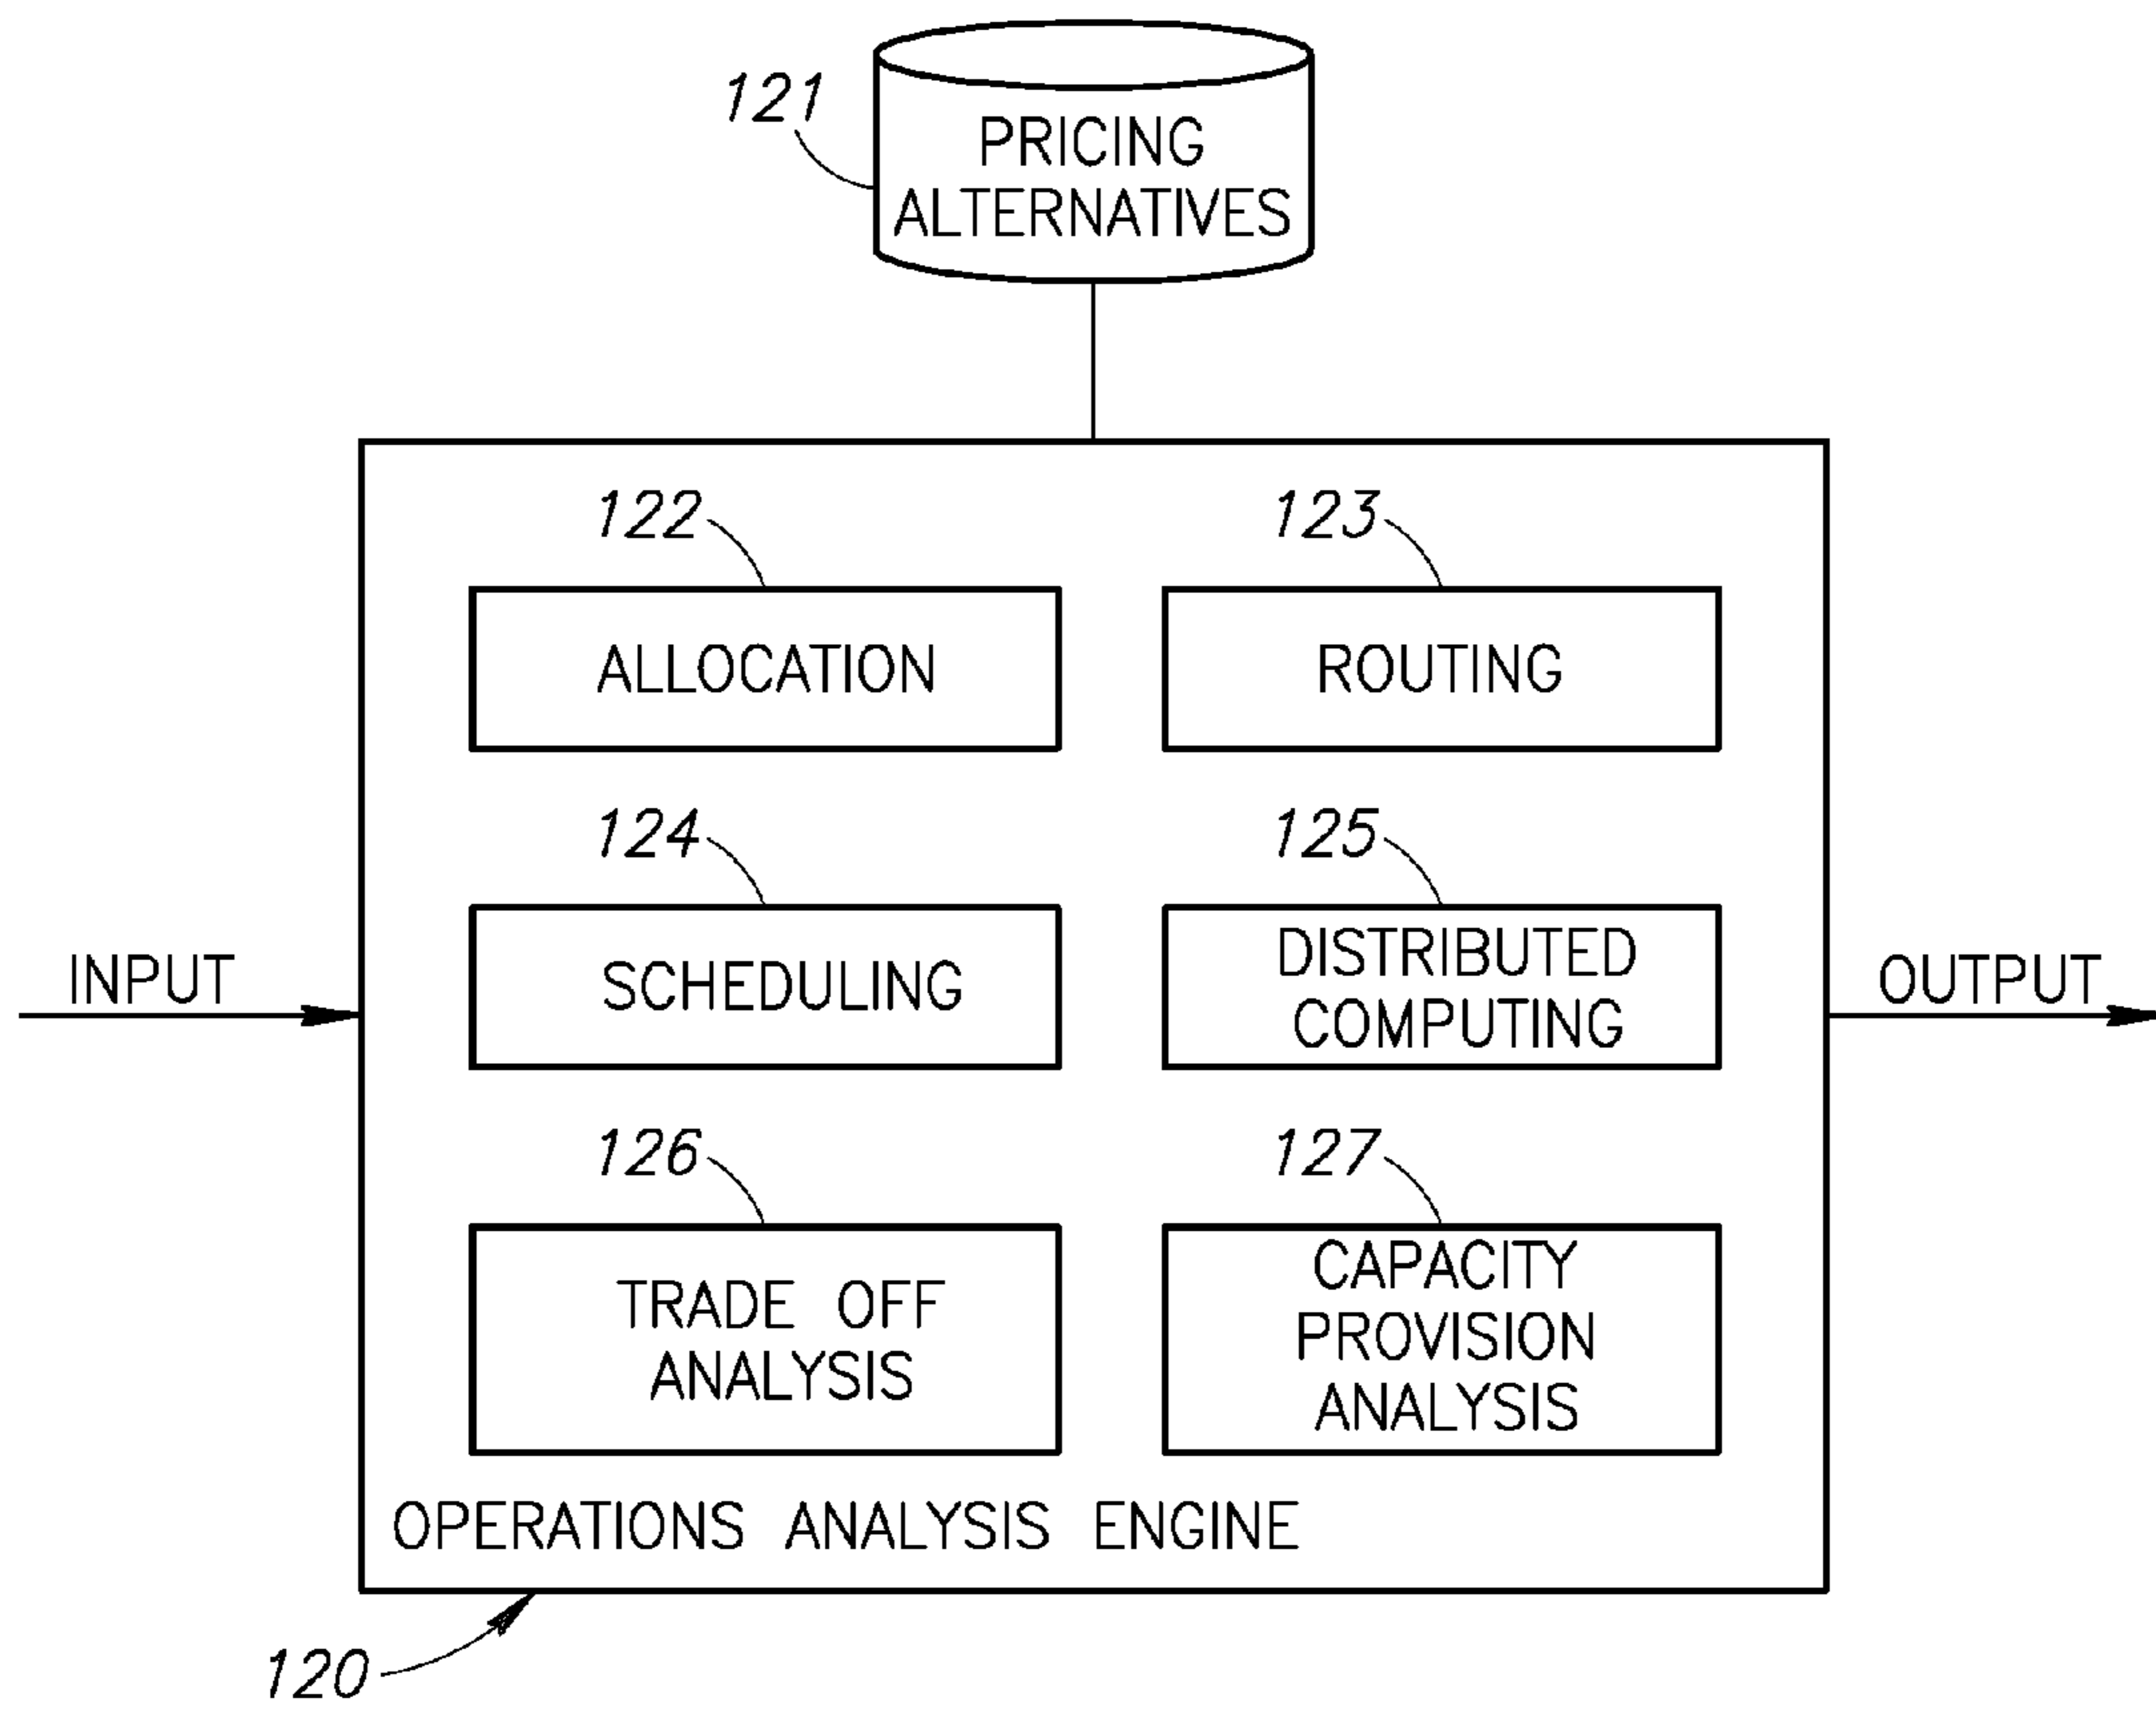 121
PRICING
ALTERNATIVES
122
123
ALLOCATION
ROUTING
124
125
INPUT
SCHEDULING
DISTRIBUTED
COMPUTING
OUTPUT
126
127
TRADE OFF
ANALYSIS
CAPACITY
PROVISION
ANALYSIS
OPERATIONS ANALYSIS ENGINE
120